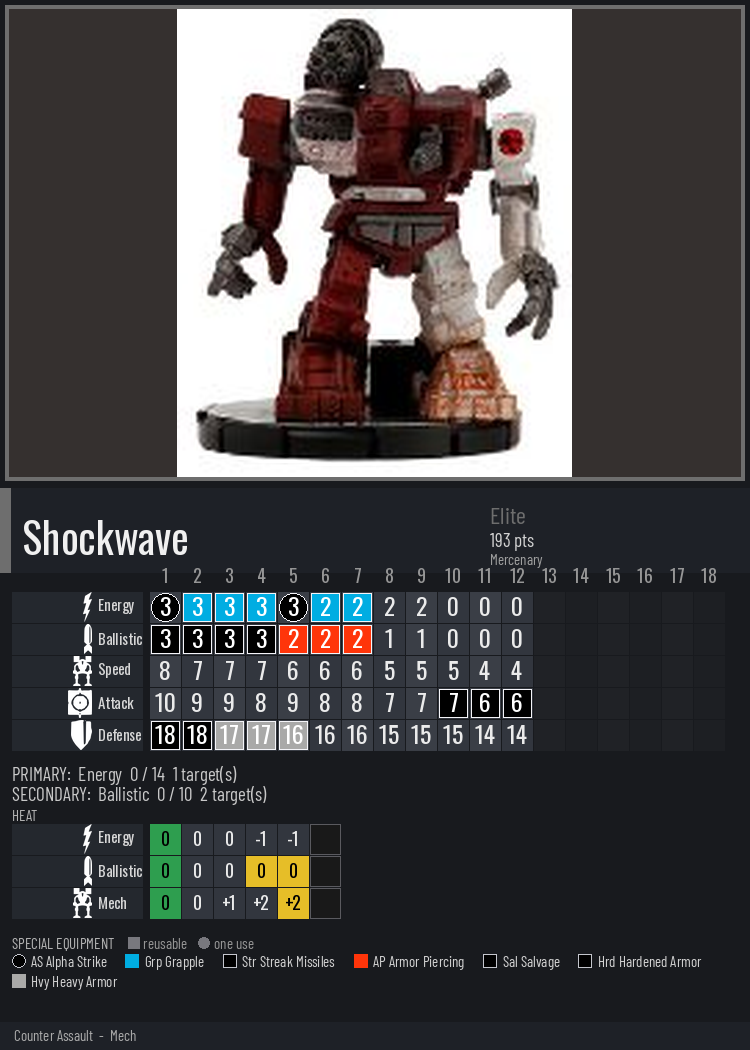 Shockwave
Elite
193 pts
Mercenary
1 2 3 4 5 6 7 8 9 10 11 12 13 14 15 16 17 18
Energy 3 3 3 3 3 2 2 2 2 0 0 0
Ballistic 3 3 3 3 2 2 2 1 1 0 0 0
Speed 8 7 7 7 6 6 6 5 5 5 4 4
Attack 10 9 9 8 9 8 8 7 7 7 6 6
Defense 18 18 17 17 16 16 16 15 15 15 14 14
PRIMARY: Energy 0 / 14 1 target(s)
SECONDARY: Ballistic 0 / 10 2 target(s)
HEAT
Energy 0 0 0 -1 -1
Ballistic 0 0 0 0 0
Mech 0 0 +1 +2 +2
SPECIAL EQUIPMENT reusable one use
AS Alpha Strike Grp Grapple Str Streak Missiles AP Armor Piercing Sal Salvage Hrd Hardened Armor
Hvy Heavy Armor
Counter Assault - Mech